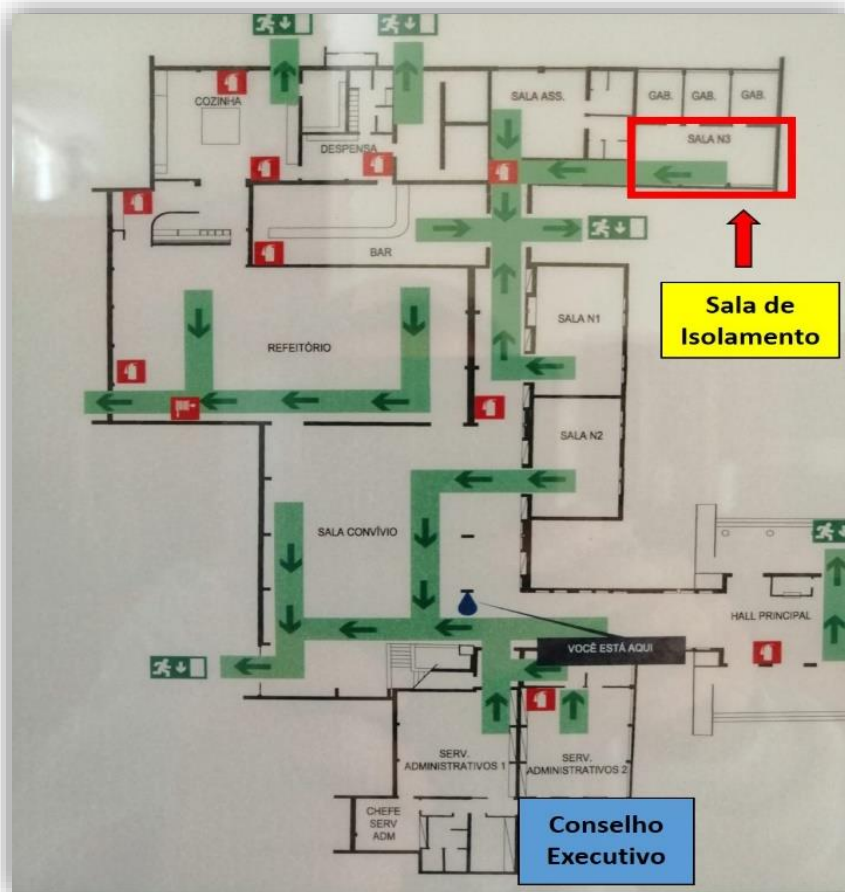 COZINHA
SALA ASS.
GAB.
GAB.
GAB.
SALA N3
DESPENSA
BAR
Sala de
Isolamento
SALA N1
REFEITÓRIO
SALA N2
SALA CONVÍVIO
HALL PRINCIPAL
VOCÊ ESTÁ AQUI
SERV.
ADMINISTRATIVOS 1
SERV.
ADMINISTRATIVOS 2
CHEFE
SERV
ADM
Conselho
Executivo